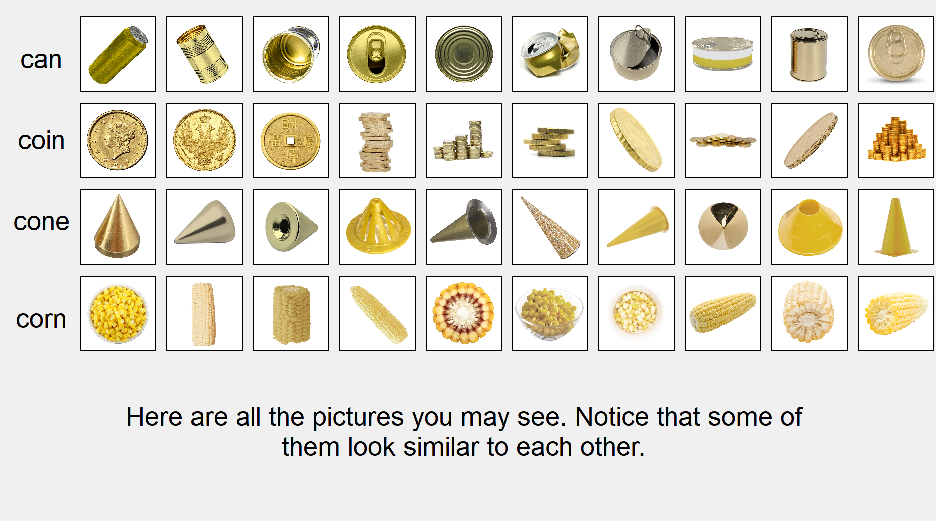 can
coin
cone
corn
Here are all the pictures you may see. Notice that some of
them look similar to each other.